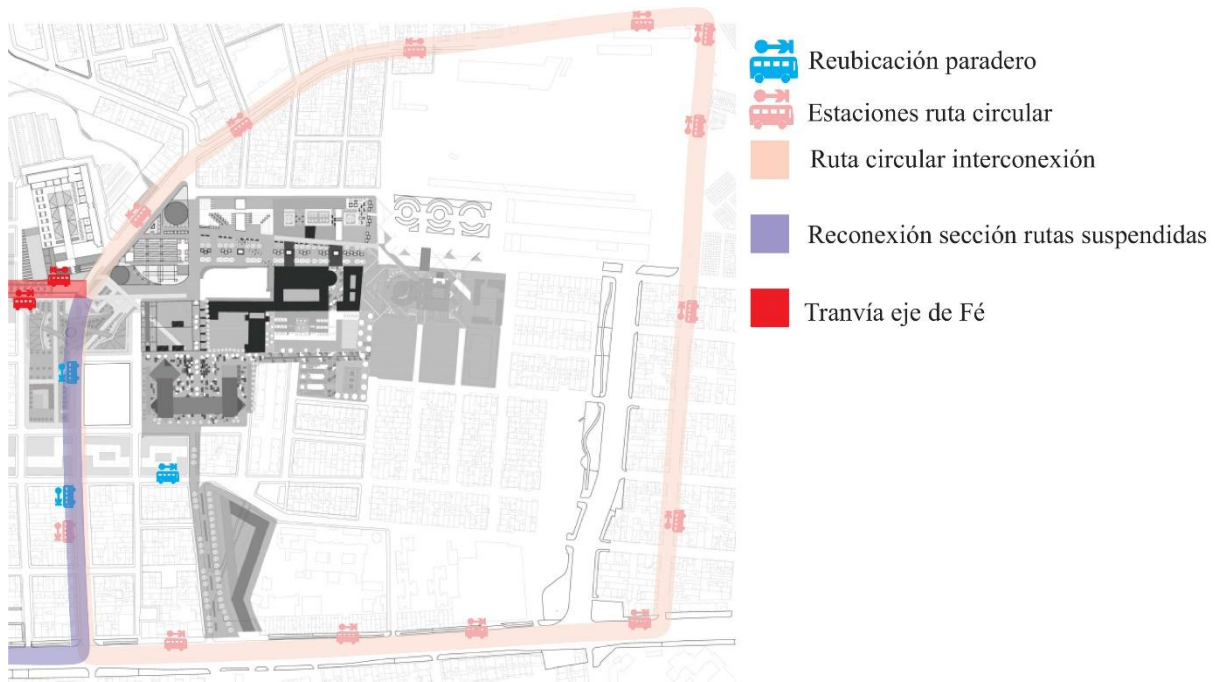 Reubicación paradero
Estaciones ruta circular
Ruta circular interconexión
Reconexión sección rutas suspendidas
Tranvía eje de Fé